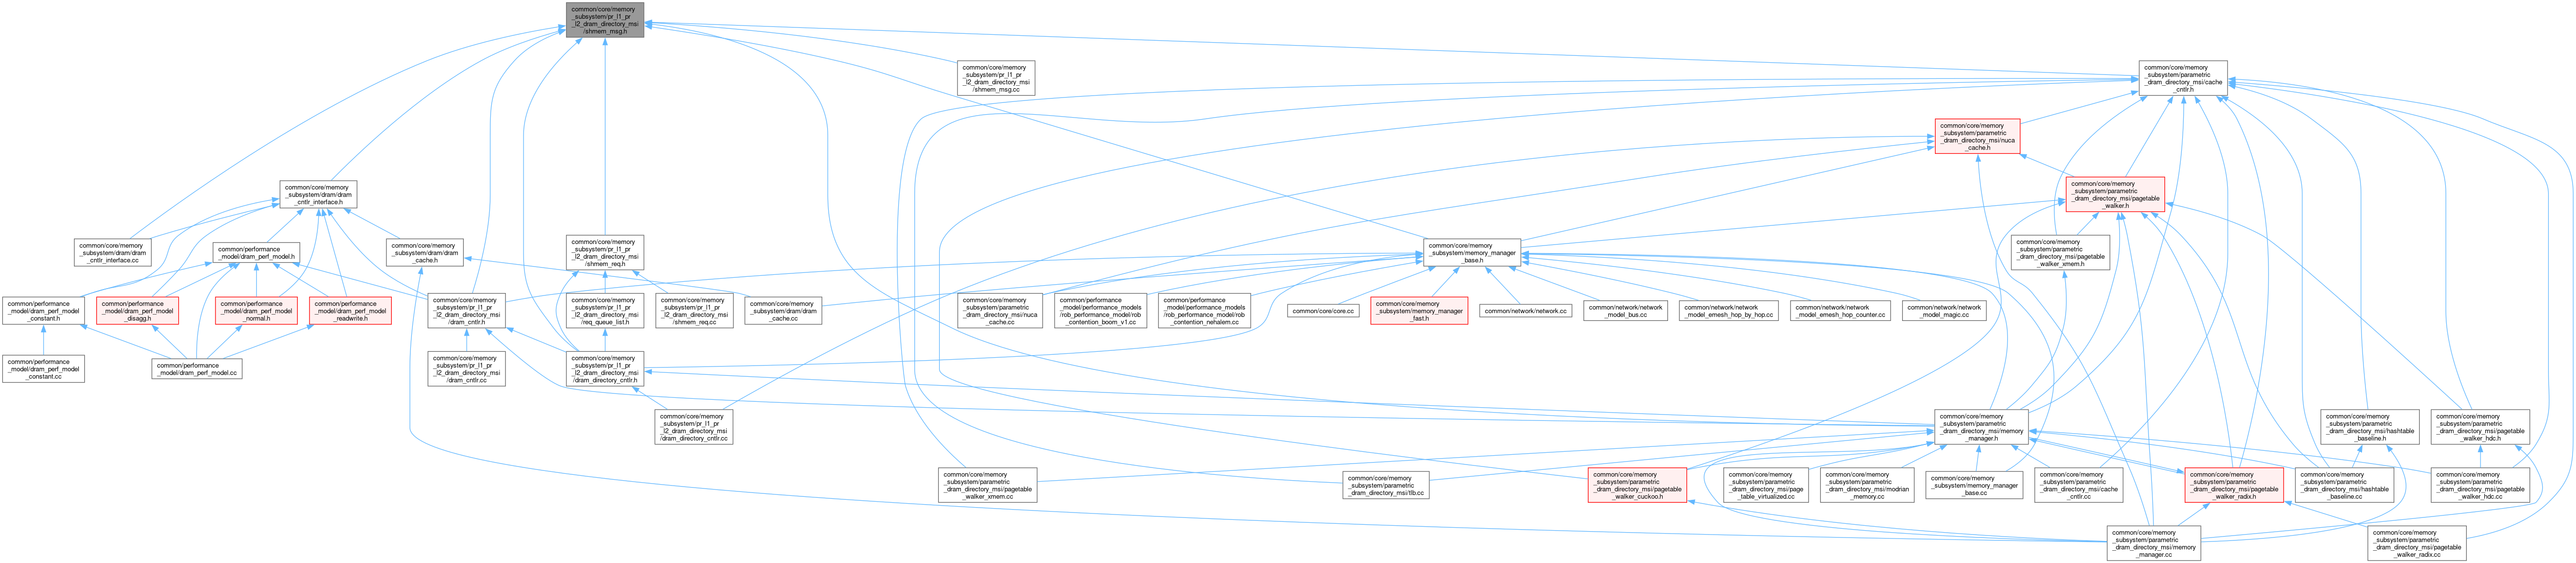 common/core/memory
_subsystem/pr_l1_pr
_l2_dram_directory_msi
/shmem_msg.h
common/core/memory
_subsystem/pr_l1_pr
_l2_dram_directory_msi
/shmem_msg.cc
common/core/memory
_subsystem/parametric
_dram_directory_msi/cache
_cntlr.h
common/core/memory
_subsystem/parametric
_dram_directory_msi/nuca
_cache.h
common/core/memory
_subsystem/dram/dram
_cntlr_interface.h
common/core/memory
_subsystem/parametric
_dram_directory_msi/pagetable
_walker.h
common/core/memory
_subsystem/dram/dram
_cntlr_interface.cc
common/performance
_model/dram_perf_model.h
common/core/memory
_subsystem/dram/dram
_cache.h
common/core/memory
_subsystem/pr_l1_pr
_l2_dram_directory_msi
/shmem_req.h
common/core/memory
_subsystem/memory_manager
_base.h
common/core/memory
_subsystem/parametric
_dram_directory_msi/pagetable
_walker_xmem.h
common/performance
_model/dram_perf_model
_constant.h
common/performance
_model/dram_perf_model
_disagg.h
common/performance
_model/dram_perf_model
_normal.h
common/performance
_model/dram_perf_model
_readwrite.h
common/core/memory
_subsystem/pr_l1_pr
_l2_dram_directory_msi
/dram_cntlr.h
common/core/memory
_subsystem/pr_l1_pr
_l2_dram_directory_msi
/req_queue_list.h
common/core/memory
_subsystem/pr_l1_pr
_l2_dram_directory_msi
/shmem_req.cc
common/core/memory
_subsystem/dram/dram
_cache.cc
common/core/memory
_subsystem/parametric
_dram_directory_msi/nuca
_cache.cc
common/performance
_model/performance_models
/rob_performance_model/rob
_contention_boom_v1.cc
common/performance
_model/performance_models
/rob_performance_model/rob
_contention_nehalem.cc
common/core/core.cc
common/core/memory
_subsystem/memory_manager
_fast.h
common/network/network.cc
common/network/network
_model_bus.cc
common/network/network
_model_emesh_hop_by_hop.cc
common/network/network
_model_emesh_hop_counter.cc
common/network/network
_model_magic.cc
common/performance
_model/dram_perf_model
_constant.cc
common/performance
_model/dram_perf_model.cc
common/core/memory
_subsystem/pr_l1_pr
_l2_dram_directory_msi
/dram_cntlr.cc
common/core/memory
_subsystem/pr_l1_pr
_l2_dram_directory_msi
/dram_directory_cntlr.h
common/core/memory
_subsystem/pr_l1_pr
_l2_dram_directory_msi
/dram_directory_cntlr.cc
common/core/memory
_subsystem/parametric
_dram_directory_msi/memory
_manager.h
common/core/memory
_subsystem/parametric
_dram_directory_msi/hashtable
_baseline.h
common/core/memory
_subsystem/parametric
_dram_directory_msi/pagetable
_walker_hdc.h
common/core/memory
_subsystem/parametric
_dram_directory_msi/pagetable
_walker_xmem.cc
common/core/memory
_subsystem/parametric
_dram_directory_msi/tlb.cc
common/core/memory
_subsystem/parametric
_dram_directory_msi/pagetable
_walker_cuckoo.h
common/core/memory
_subsystem/parametric
_dram_directory_msi/page
_table_virtualized.cc
common/core/memory
_subsystem/parametric
_dram_directory_msi/modrian
_memory.cc
common/core/memory
_subsystem/memory_manager
_base.cc
common/core/memory
_subsystem/parametric
_dram_directory_msi/cache
_cntlr.cc
common/core/memory
_subsystem/parametric
_dram_directory_msi/pagetable
_walker_radix.h
common/core/memory
_subsystem/parametric
_dram_directory_msi/hashtable
_baseline.cc
common/core/memory
_subsystem/parametric
_dram_directory_msi/pagetable
_walker_hdc.cc
common/core/memory
_subsystem/parametric
_dram_directory_msi/memory
_manager.cc
common/core/memory
_subsystem/parametric
_dram_directory_msi/pagetable
_walker_radix.cc